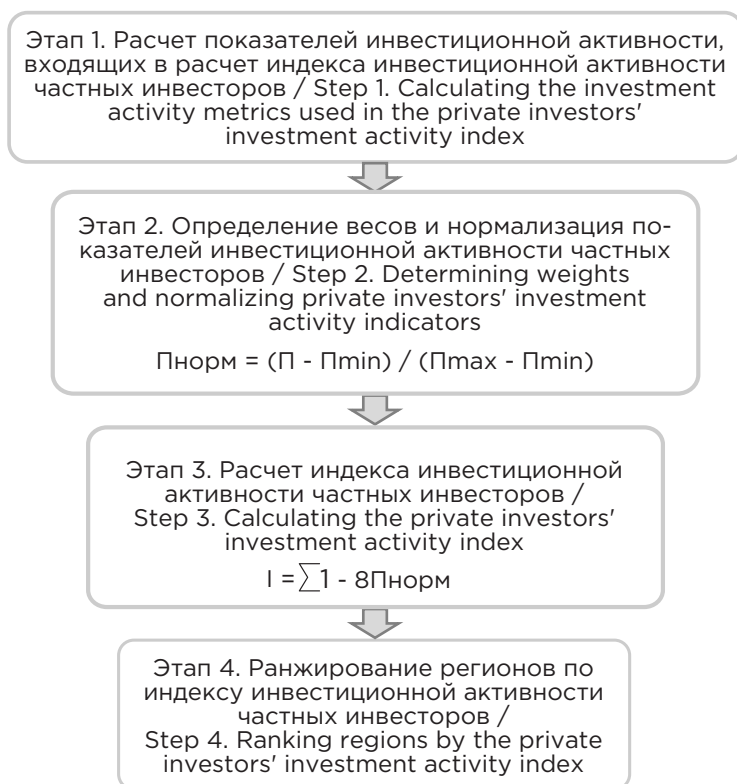 Этап 1. Расчет показателей инвестиционной активности,
входящих в расчет индекса инвестиционной активности
частных инвесторов / Step 1. Calculating the investment
activity metrics used in the private investors'
investment activity index
Этап 2. Определение весов и нормализация по-
казателей инвестиционной активности частных
инвесторов / Step 2. Determining weights
and normalizing private investors' investment
activity indicators
Пнорм = (П - Пmin) / (Пmax - Пmin)
Этап 3. Расчет индекса инвестиционной
активности частных инвесторов /
Step 3. Calculating the private investors'
investment activity index
I = ∑1 - 8Пнорм
Этап 4. Ранжирование регионов по
индексу инвестиционной активности
частных инвесторов /
Step 4. Ranking regions by the private
investors' investment activity index